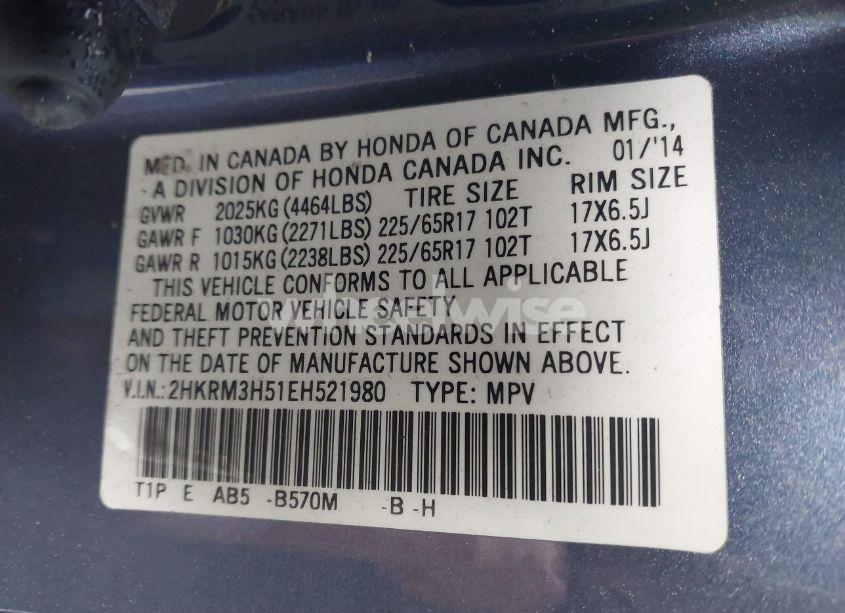 MFD. IN CANADA BY HONDA OF CANADA MFG.,
A DIVISION OF HONDA CANADA INC. 01/'14
GVWR 2025KG(4464LBS) TIRE SIZE RIM SIZE
GAWR F 1030KG(2271LBS) 225/65R17 102T 17X6.5J
GAWR R 1015KG(2238LBS) 225/65R17 102T 17X6.5J
THIS VEHICLE CONFORMS TO ALL APPLICABLE
FEDERAL MOTOR VEHICLE SAFETY
AND THEFT PREVENTION STANDARDS IN EFFECT
ON THE DATE OF MANUFACTURE SHOWN ABOVE.
V.I.N.: 2HKRM3H51EH521980 TYPE: MPV
T1P E AB5 -B570M -B -H